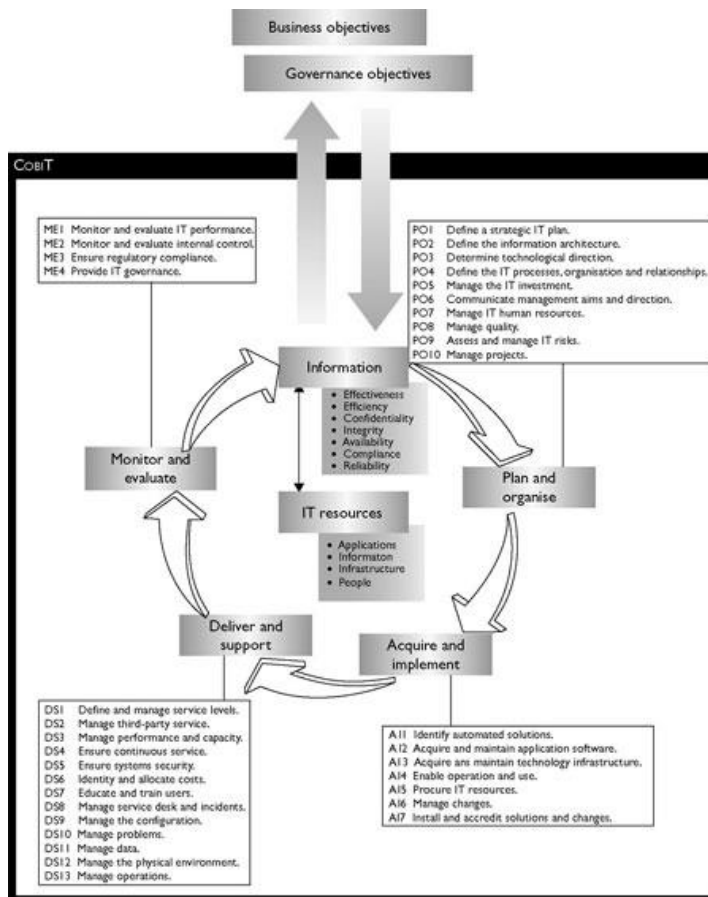 Business objectives
Governance objectives
COBIT
ME1 Monitor and evaluate IT performance.
ME2 Monitor and evaluate internal control.
ME3 Ensure regulatory compliance.
ME4 Provide IT governance.
PO1 Define a strategic IT plan.
PO2 Define the information architecture.
PO3 Determine technological direction.
PO4 Define the IT processes, organisation and relationships.
PO5 Manage the IT investment.
PO6 Communicate management aims and direction.
PO7 Manage IT human resources.
PO8 Manage quality.
PO9 Assess and manage IT risks.
PO10 Manage projects.
Information
• Effectiveness
• Efficiency
• Confidentiality
• Integrity
• Availability
• Compliance
• Reliability
Monitor and
evaluate
Plan and
organise
IT resources
• Applications
• Informaton
• Infrastructure
• People
Deliver and
support
Acquire and
implement
DS1 Define and manage service levels.
DS2 Manage third-party service.
DS3 Manage performance and capacity.
DS4 Ensure continuous service.
DS5 Ensure systems security.
DS6 Identity and allocate costs.
DS7 Educate and train users.
DS8 Manage service desk and incidents.
DS9 Manage the configuration.
DS10 Manage problems.
DS11 Manage data.
DS12 Manage the physical environment.
DS13 Manage operations.
AI1 Identify automated solutions.
AI2 Acquire and maintain application software.
AI3 Acquire ans maintain technology infrastructure.
AI4 Enable operation and use.
AI5 Procure IT resources.
AI6 Manage changes.
AI7 Install and accredit solutions and changes.